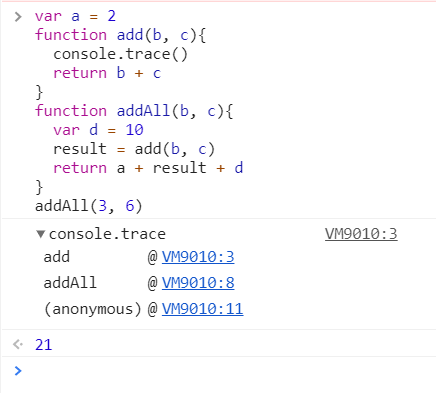 var a = 2
function add(b, c){
  console.trace()
  return b + c
}
function addAll(b, c){
  var d = 10
  result = add(b, c)
  return a + result + d
}
addAll(3, 6)
console.trace VM9010:3
add @ VM9010:3
addAll @ VM9010:8
(anonymous) @ VM9010:11
21